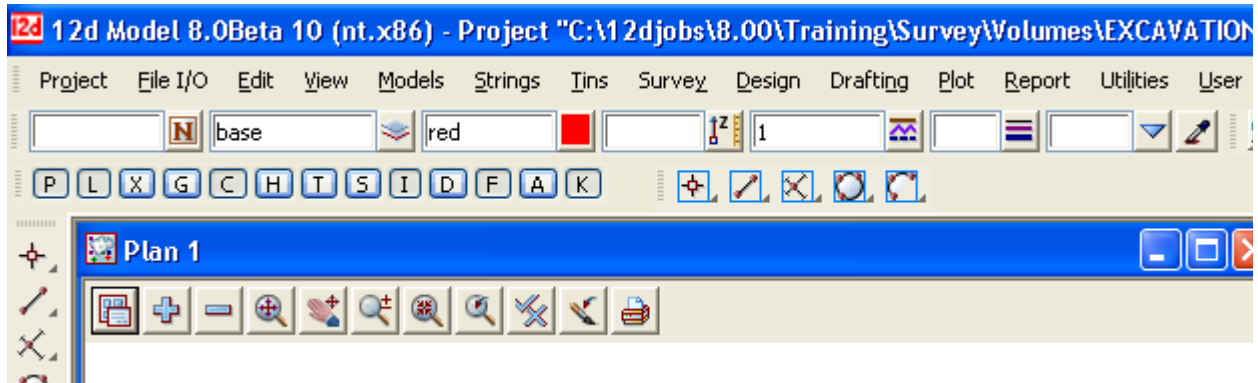 12d 12d Model 8.0Beta 10 (nt.x86) - Project "C:\12djobs\8.00\Training\Survey\Volumes\EXCAVATION
Project File I/O Edit View Models Strings Tins Survey Design Drafting Plot Report Utilities User
N base red z 1
P L X G C H T S I D F A K
Plan 1